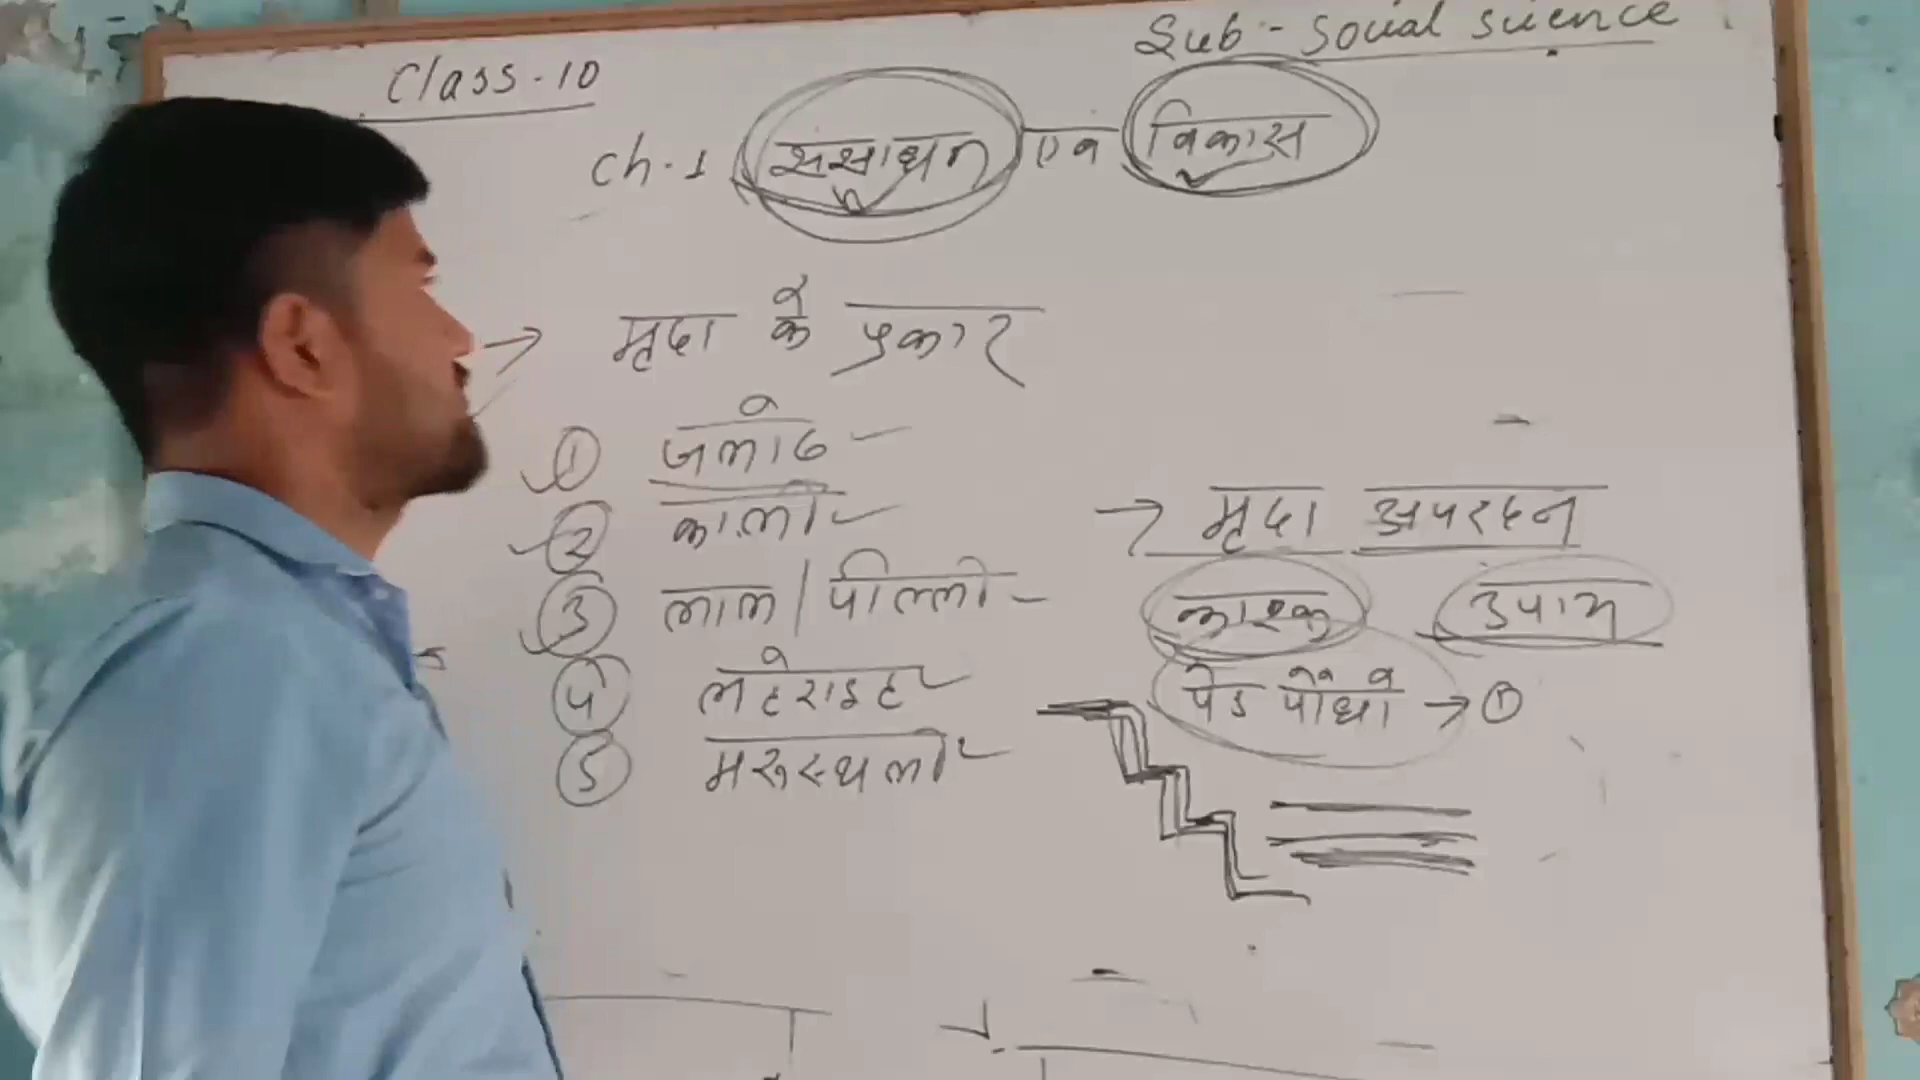 Class-10
Sub - Social science
Ch-1 संसाधन एवं विकास
→ मृदा के प्रकार
① जलोढ
② काली
③ लाल / पीली
④ लेटेराइट
⑤ मरुस्थली
→ मृदा अपरदन
कारक उपाय
पेड पौधों → ①